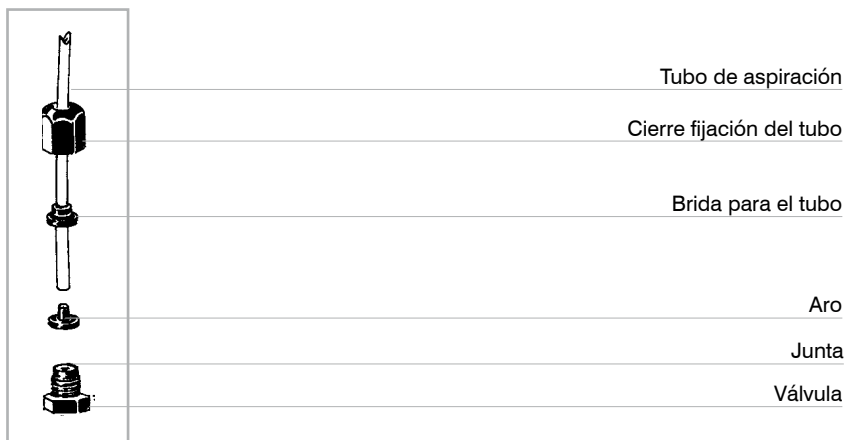 Tubo de aspiración
Cierre fijación del tubo
Brida para el tubo
Aro
Junta
Válvula